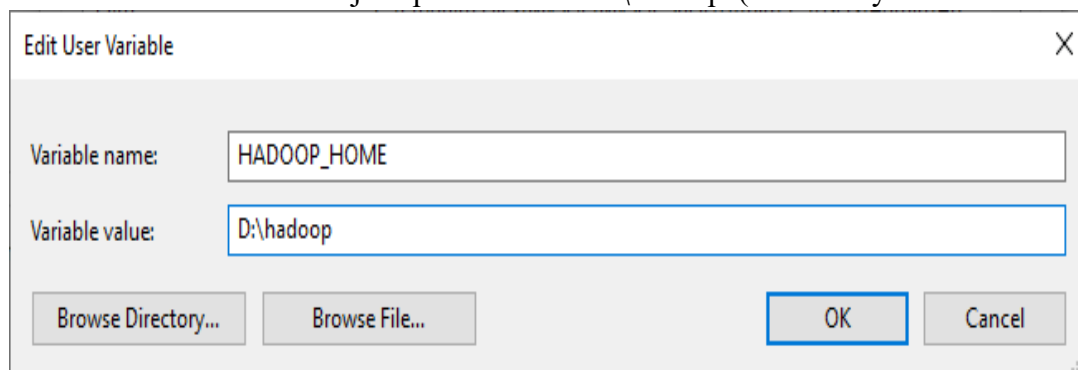 Edit User Variable
Variable name: HADOOP_HOME
Variable value: D:\hadoop
Browse Directory... Browse File... OK Cancel